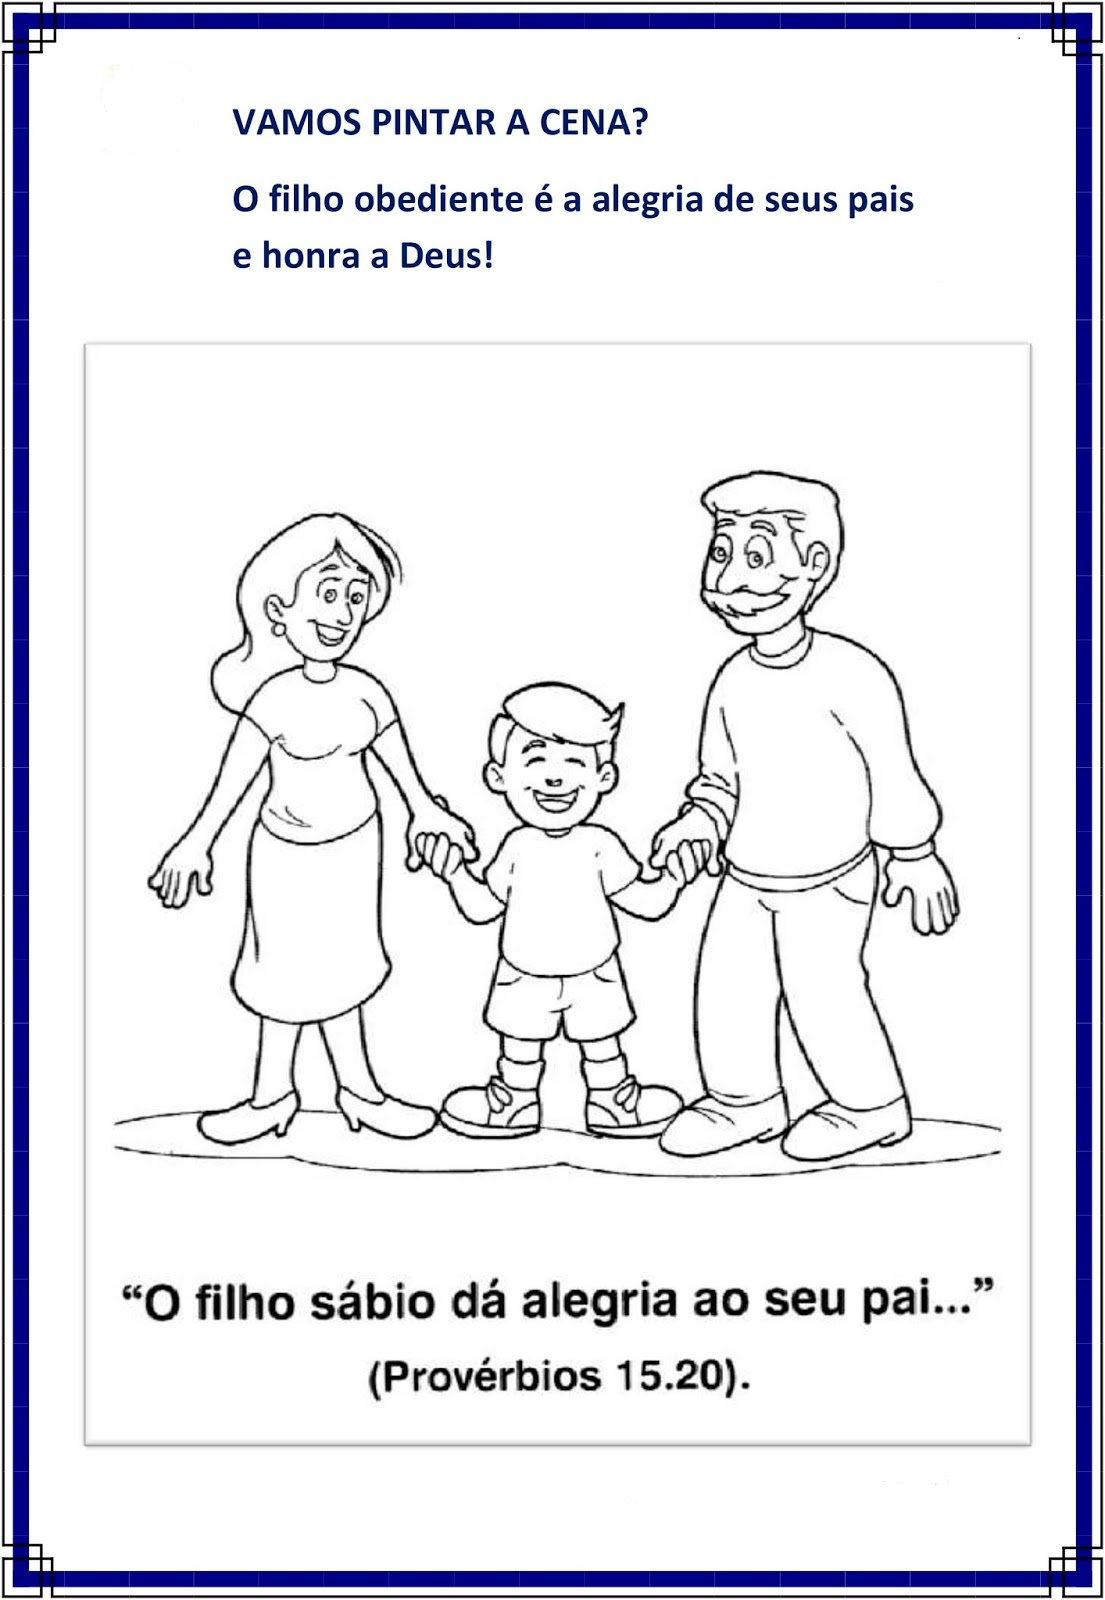 VAMOS PINTAR A CENA?
O filho obediente é a alegria de seus pais
e honra a Deus!
“O filho sábio dá alegria ao seu pai...”
(Provérbios 15.20).